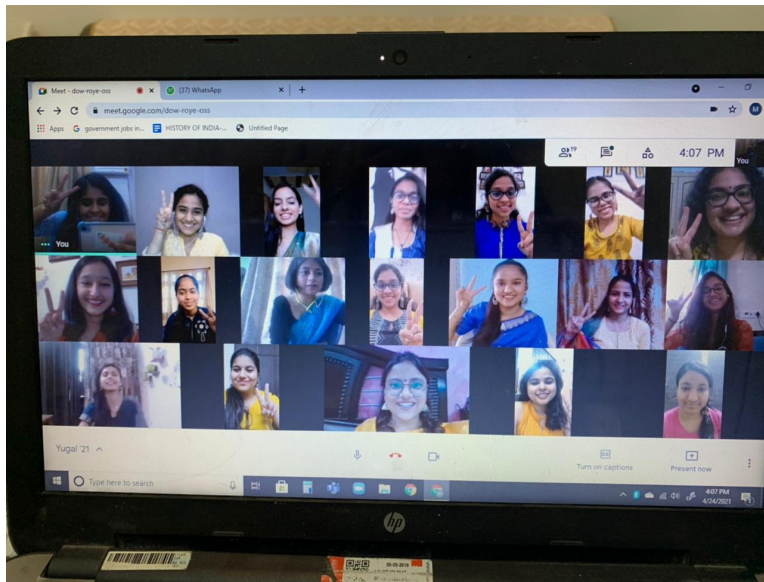 Meet - dow-roye-oss
(37) WhatsApp
meet.google.com/dow-roye-oss
M
Apps
government jobs in...
HISTORY OF INDIA-...
Untitled Page
19
4:07 PM
You
You
Yugal '21
Turn on captions
Present now
Type here to search
4:07 PM
4/24/2021
hp